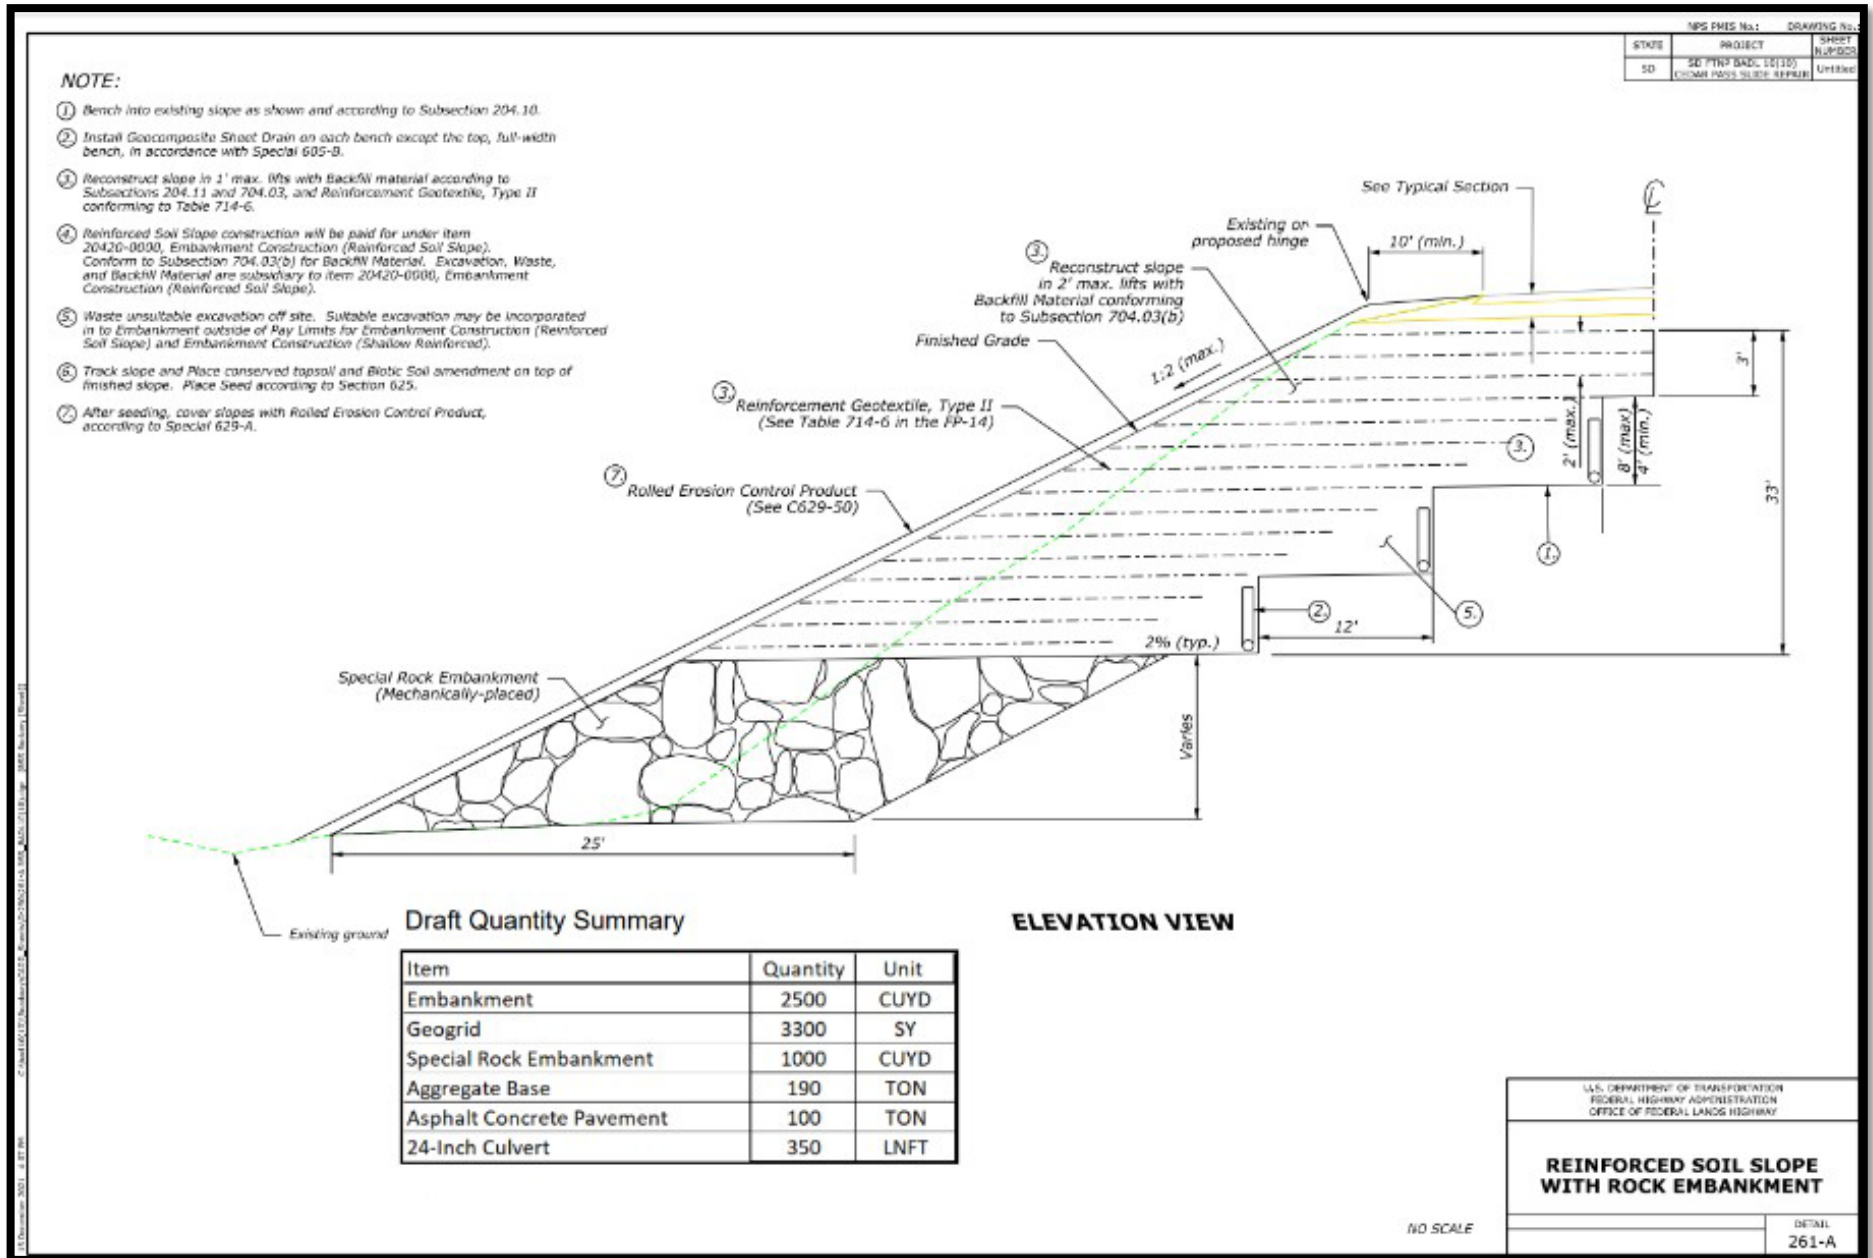 NPS PMIS No.: DRAWING No.:
STATE PROJECT SHEET NUMBER
SD SD FTNP BADL 10(10) CEDAR PASS SLIDE REPAIR Untitled
NOTE:
1. Bench into existing slope as shown and according to Subsection 204.10.
2. Install Geocomposite Sheet Drain on each bench except the top, full-width
bench, in accordance with Special 605-B.
3. Reconstruct slope in 1' max. lifts with Backfill material according to
Subsections 204.11 and 704.03, and Reinforcement Geotextile, Type II
conforming to Table 714-6.
4. Reinforced Soil Slope construction will be paid for under item
20420-0000, Embankment Construction (Reinforced Soil Slope).
Conform to Subsection 704.03(b) for Backfill Material. Excavation, Waste,
and Backfill Material are subsidiary to item 20420-0000, Embankment
Construction (Reinforced Soil Slope).
5. Waste unsuitable excavation off site. Suitable excavation may be incorporated
in to Embankment outside of Pay Limits for Embankment Construction (Reinforced
Soil Slope) and Embankment Construction (Shallow Reinforced).
6. Track slope and Place conserved topsoil and Biotic Soil amendment on top of
finished slope. Place Seed according to Section 625.
7. After seeding, cover slopes with Rolled Erosion Control Product,
according to Special 629-A.
See Typical Section
Existing or
proposed hinge
10' (min.)
3.
Reconstruct slope
in 2' max. lifts with
Backfill Material conforming
to Subsection 704.03(b)
Finished Grade
1:2 (max.)
3'
3.
Reinforcement Geotextile, Type II
(See Table 714-6 in the FP-14)
3.
2' (max.)
8' (max)
4' (min.)
33'
7.
Rolled Erosion Control Product
(See C629-50)
1.
2.
5.
12'
2% (typ.)
Special Rock Embankment
(Mechanically-placed)
Varies
25'
Existing ground
Draft Quantity Summary
ELEVATION VIEW
Item Quantity Unit
Embankment 2500 CUYD
Geogrid 3300 SY
Special Rock Embankment 1000 CUYD
Aggregate Base 190 TON
Asphalt Concrete Pavement 100 TON
24-Inch Culvert 350 LNFT
U.S. DEPARTMENT OF TRANSPORTATION
FEDERAL HIGHWAY ADMINISTRATION
OFFICE OF FEDERAL LANDS HIGHWAY
REINFORCED SOIL SLOPE
WITH ROCK EMBANKMENT
NO SCALE
DETAIL
261-A